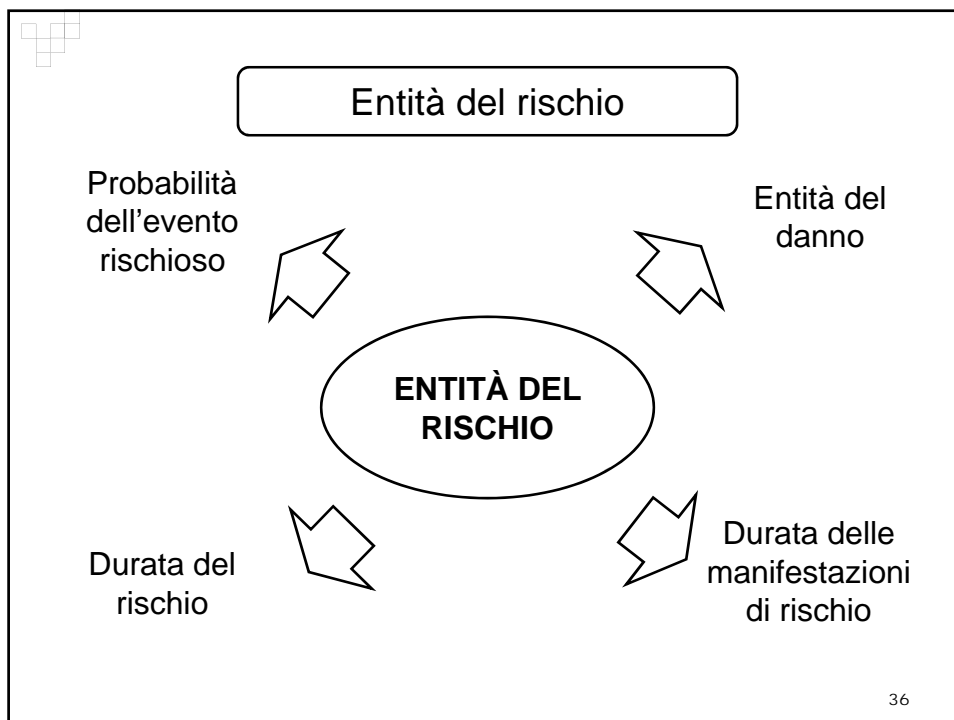 Entità del rischio
Probabilità
dell'evento
rischioso
Entità del
danno
ENTITÀ DEL
RISCHIO
Durata del
rischio
Durata delle
manifestazioni
di rischio
36